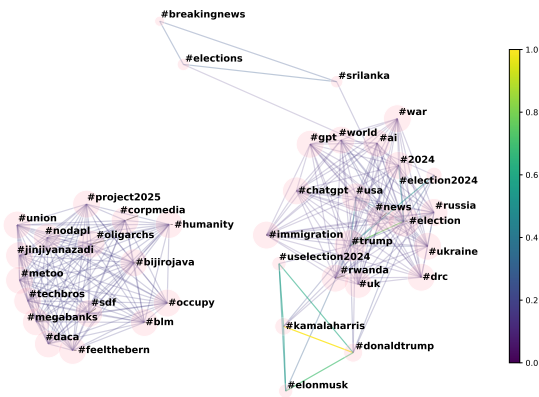 #breakingnews
#elections
#srilanka
#war
#gpt
#world
#ai
#2024
#election2024
#chatgpt
#usa
#news
#russia
#election
#immigration
#trump
#ukraine
#uselection2024
#rwanda
#drc
#uk
#kamalaharris
#donaldtrump
#elonmusk
#project2025
#union
#corpmedia
#nodapl
#oligarchs
#humanity
#jinjiyanazadi
#bijirojava
#metoo
#techbros
#sdf
#occupy
#megabanks
#blm
#daca
#feelthebern
1.0
0.8
0.6
0.4
0.2
0.0